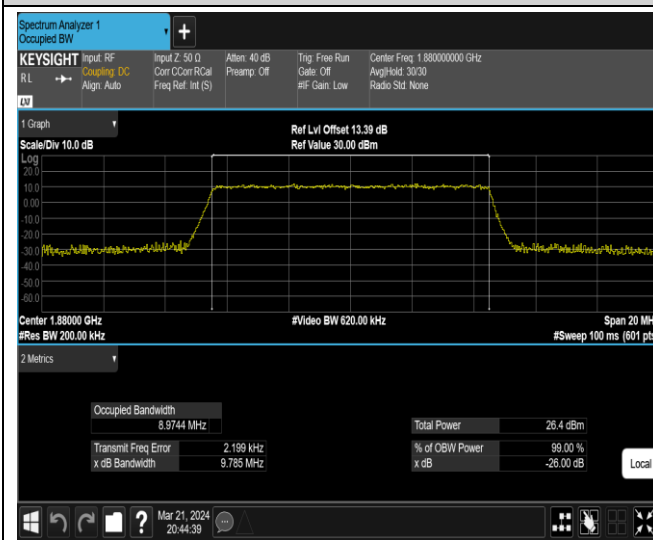 Spectrum Analyzer 1
Occupied BW
+
KEYSIGHT Input: RF Input Z: 50 Ω Atten: 40 dB Trig: Free Run Center Freq: 1.880000000 GHz
RL Coupling: DC Corr CCorr RCal Preamp: Off Gate: Off Avg|Hold: 30/30
Align: Auto Freq Ref: Int (S) #IF Gain: Low Radio Std: None
LXI
1 Graph
Ref Lvl Offset 13.39 dB
Scale/Div 10.0 dB Ref Value 30.00 dBm
Log
20.0
10.0
0.00
-10.0
-20.0
-30.0
-40.0
-50.0
-60.0
Center 1.88000 GHz #Video BW 620.00 kHz Span 20 MH
#Res BW 200.00 kHz #Sweep 100 ms (601 pts
2 Metrics
Occupied Bandwidth
8.9744 MHz Total Power 26.4 dBm
Transmit Freq Error 2.199 kHz % of OBW Power 99.00 %
x dB Bandwidth 9.785 MHz x dB -26.00 dB
Local
? Mar 21, 2024
20:44:39